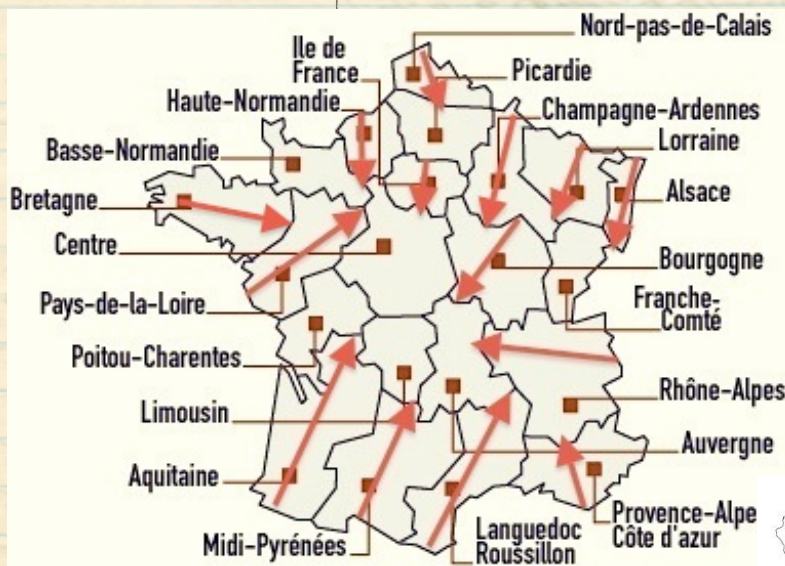 Nord-pas-de-Calais
Ile de
France
Picardie
Haute-Normandie
Champagne-Ardennes
Basse-Normandie
Lorraine
Bretagne
Alsace
Centre
Bourgogne
Pays-de-la-Loire
Franche-
Comté
Poitou-Charentes
Rhône-Alpes
Limousin
Auvergne
Aquitaine
Midi-Pyrénées
Languedoc
Roussillon
Provence-Alpe
Côte d'azur